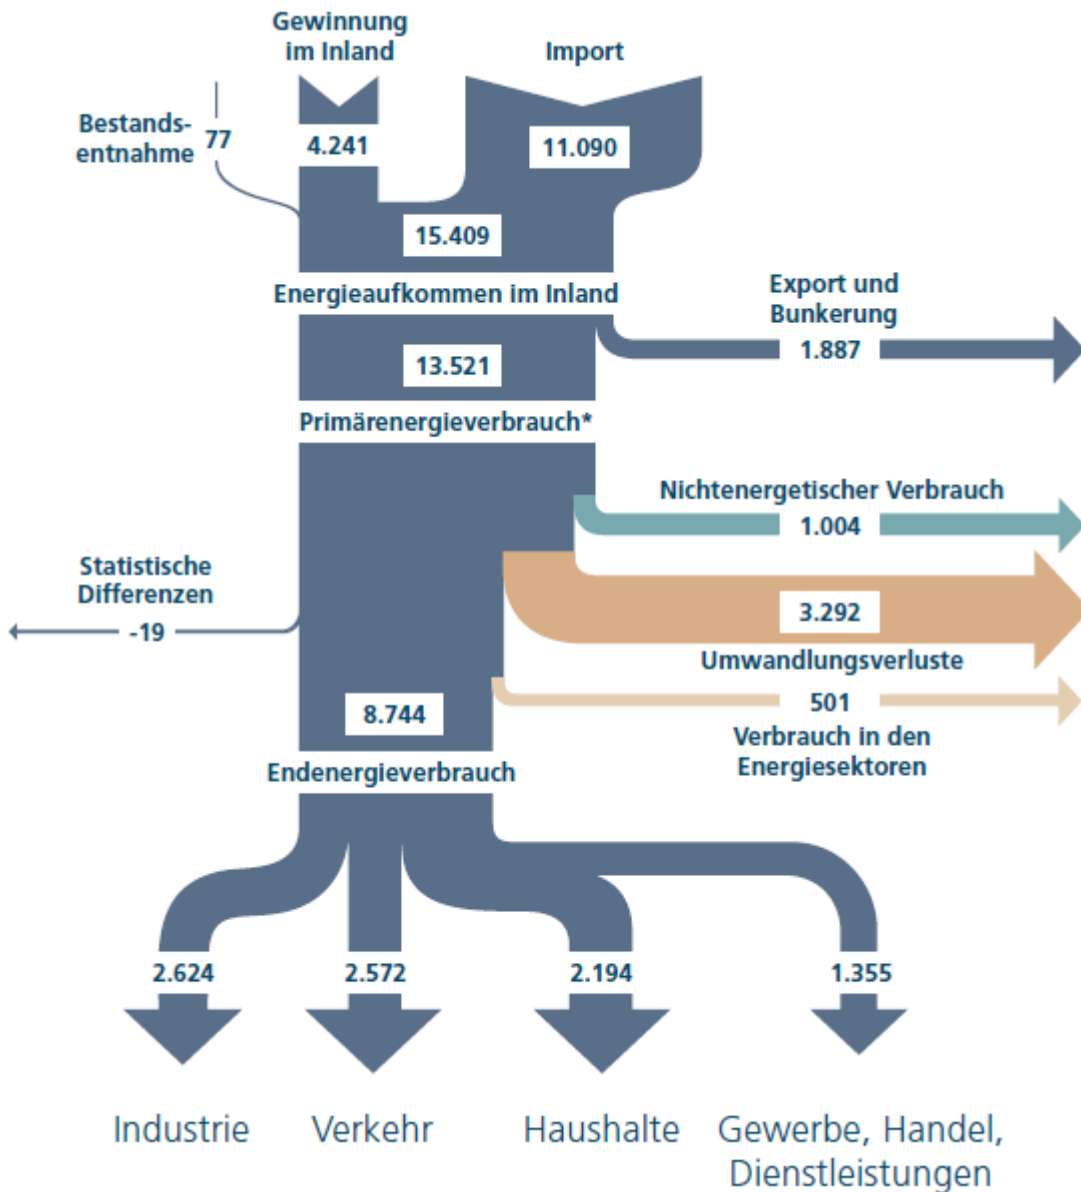 Gewinnung
im Inland
Import
Bestands-
entnahme
77
4.241
11.090
15.409
Energieaufkommen im Inland
Export und
Bunkerung
1.887
13.521
Primärenergieverbrauch*
Nichtenergetischer Verbrauch
1.004
Statistische
Differenzen
-19
3.292
Umwandlungsverluste
501
Verbrauch in den
Energiesektoren
8.744
Endenergieverbrauch
2.624
2.572
2.194
1.355
Industrie
Verkehr
Haushalte
Gewerbe, Handel,
Dienstleistungen